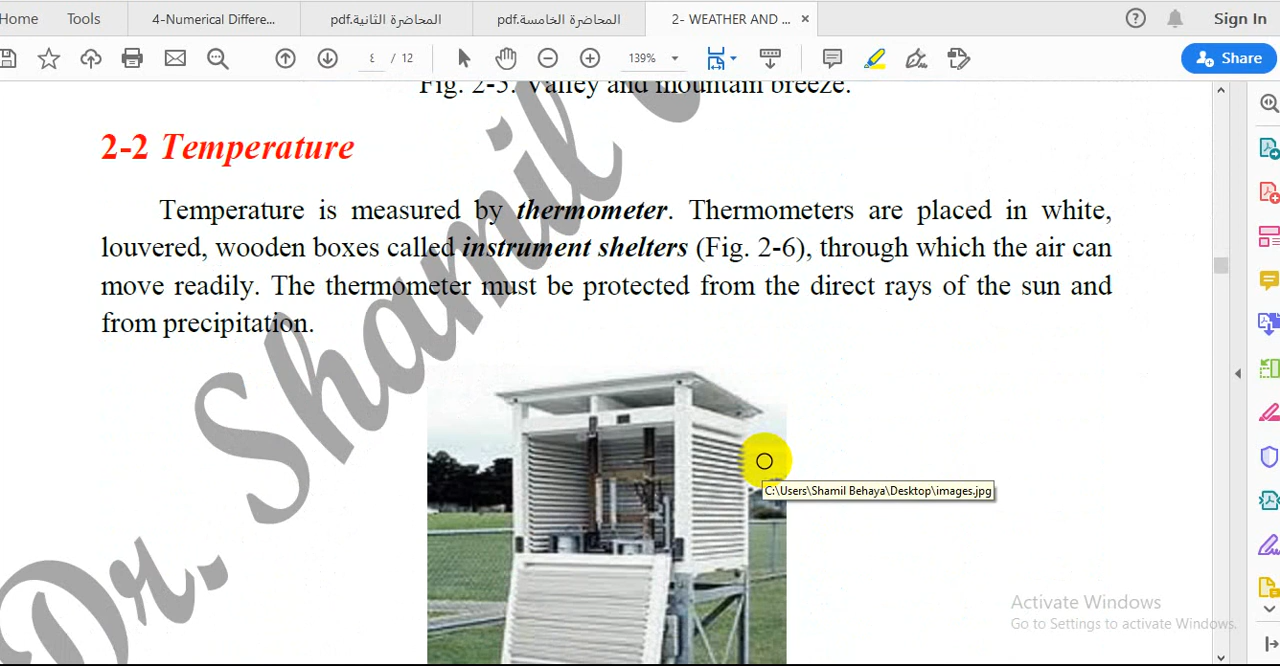 Home
Tools
4-Numerical Differe...
المحاضرة الثانية.pdf
المحاضرة الخامسة.pdf
2- WEATHER AND ...
×
Sign In
٤ / 12
139%
Share
Fig. 2-5. Valley and mountain breeze.
2-2 Temperature
Temperature is measured by thermometer. Thermometers are placed in white,
louvered, wooden boxes called instrument shelters (Fig. 2-6), through which the air can
move readily. The thermometer must be protected from the direct rays of the sun and
from precipitation.
Dr. Shamil
C:\Users\Shamil Behaya\Desktop\images.jpg
Activate Windows
Go to Settings to activate Windows.